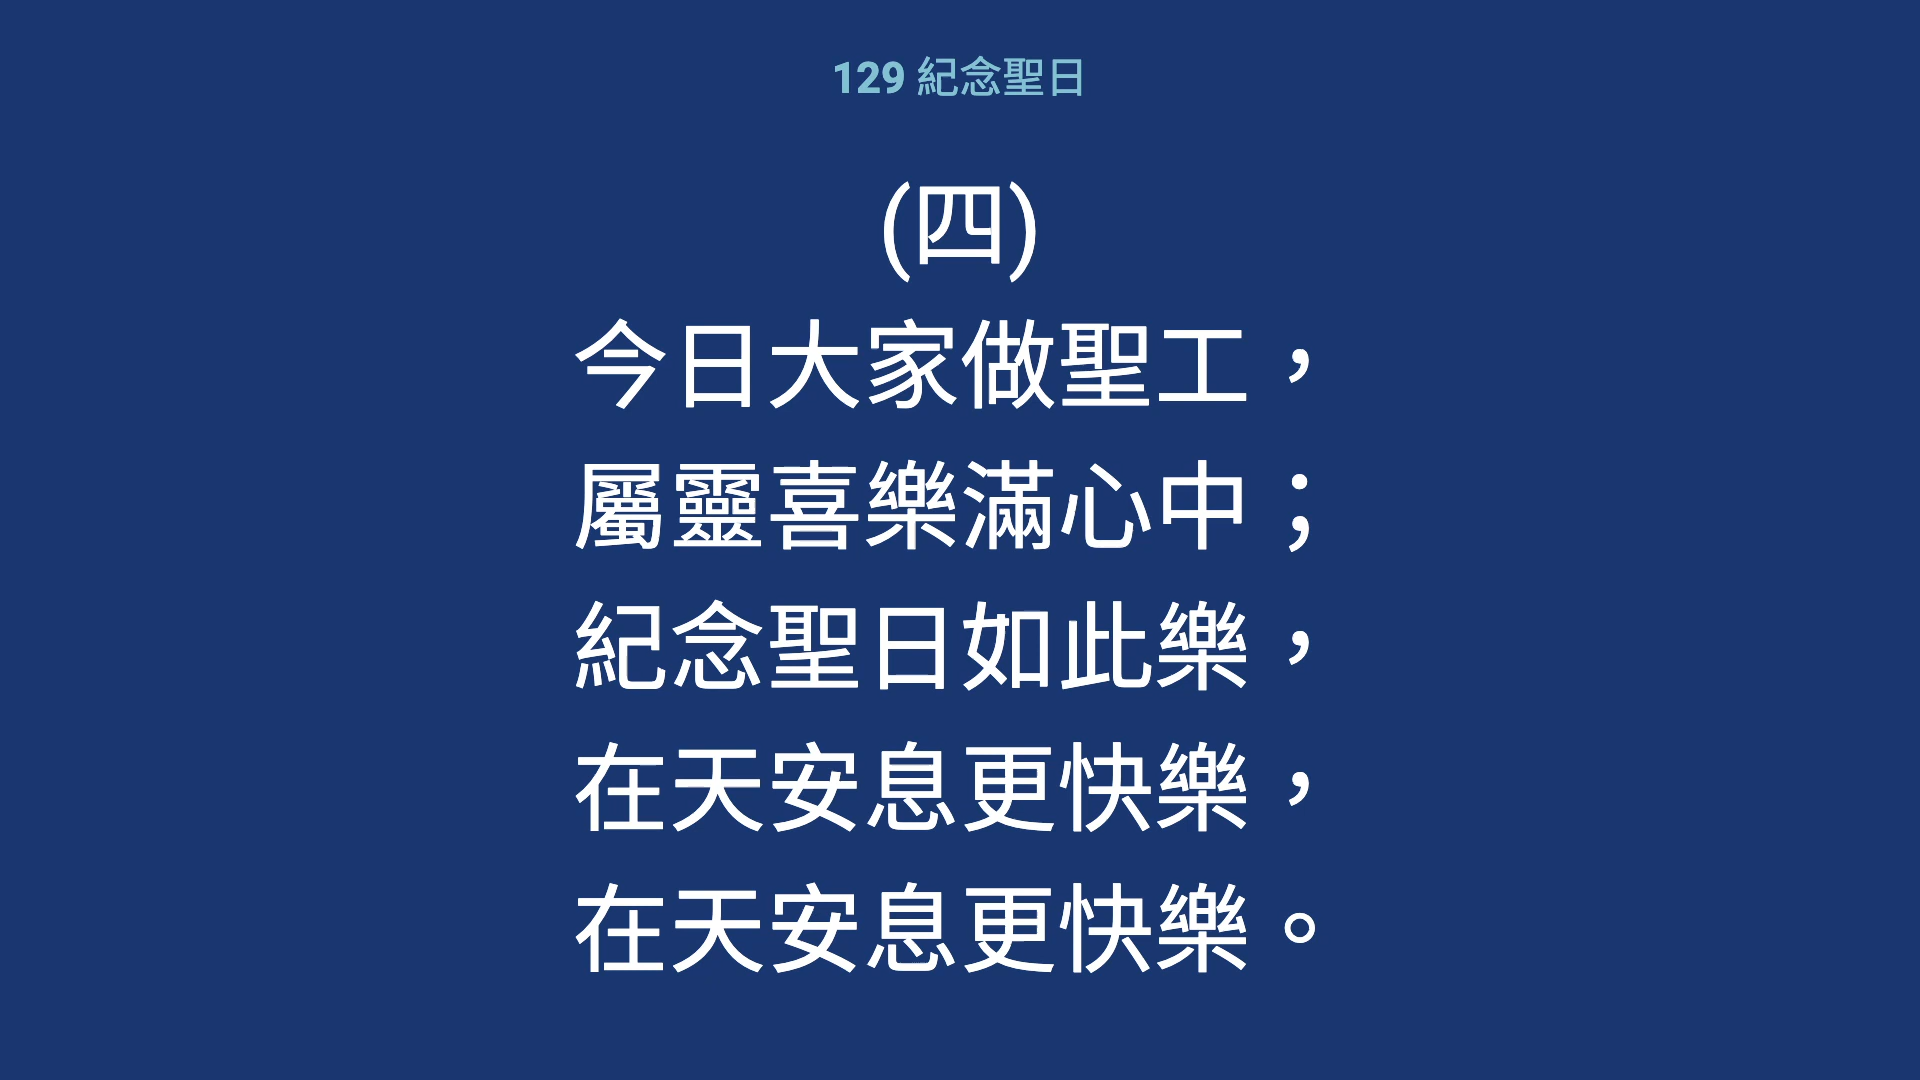 129 紀念聖日
(四)
今日大家做聖工，
屬靈喜樂滿心中；
紀念聖日如此樂，
在天安息更快樂，
在天安息更快樂。